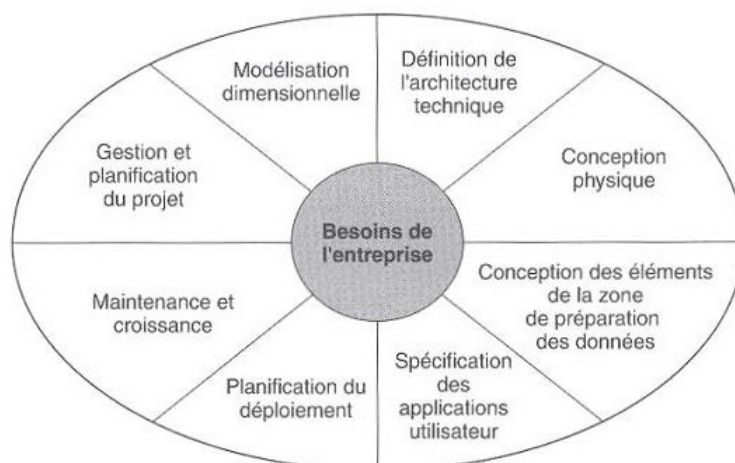 Modélisation
dimensionnelle
Définition de
l'architecture
technique
Gestion et
planification
du projet
Conception
physique
Besoins de
l'entreprise
Maintenance et
croissance
Conception des éléments
de la zone
de préparation
des données
Planification du
déploiement
Spécification
des
applications
utilisateur